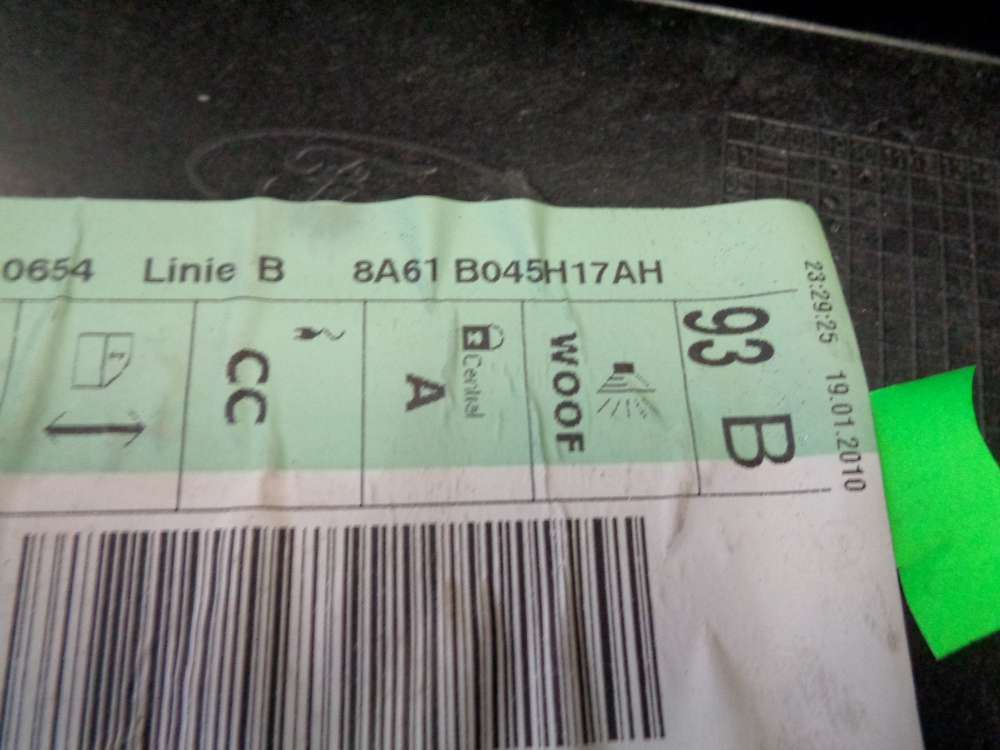 0654 Linie B 8A61 B045H17AH
23:29:25 19.01.2010
CC
Central
A
WOOF
93
B